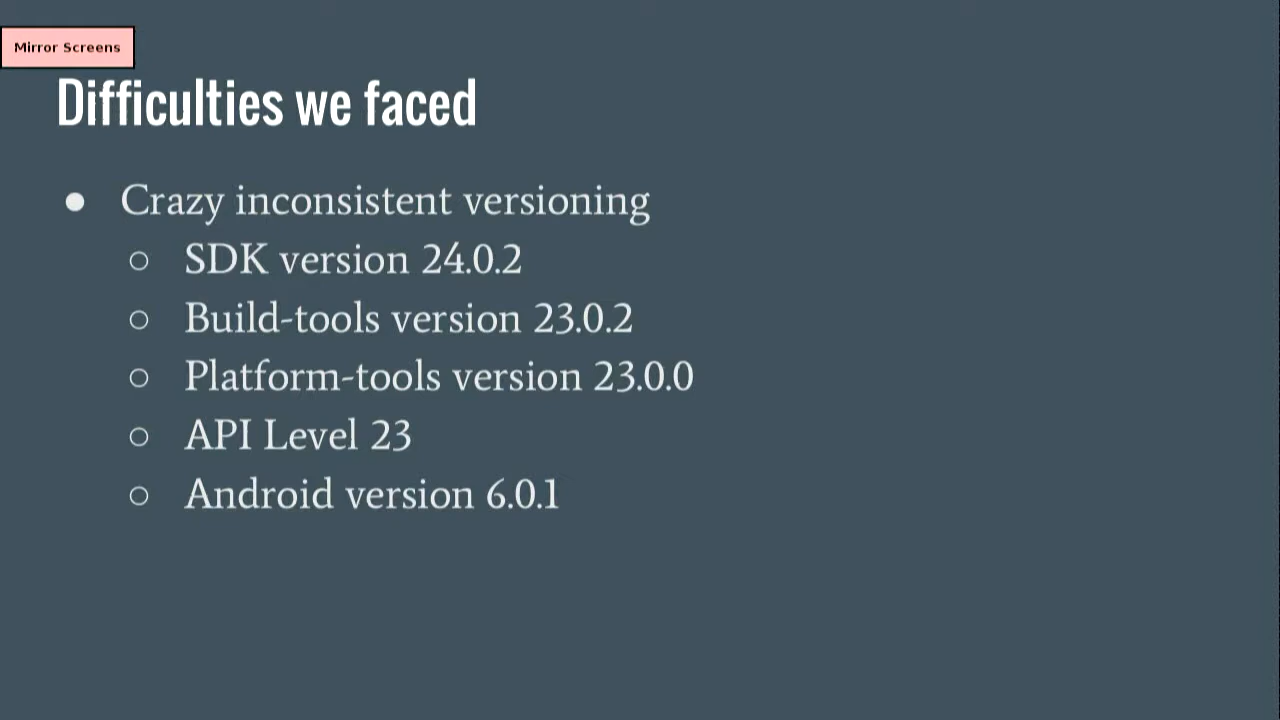 Mirror Screens
Difficulties we faced
● Crazy inconsistent versioning
○ SDK version 24.0.2
○ Build-tools version 23.0.2
○ Platform-tools version 23.0.0
○ API Level 23
○ Android version 6.0.1